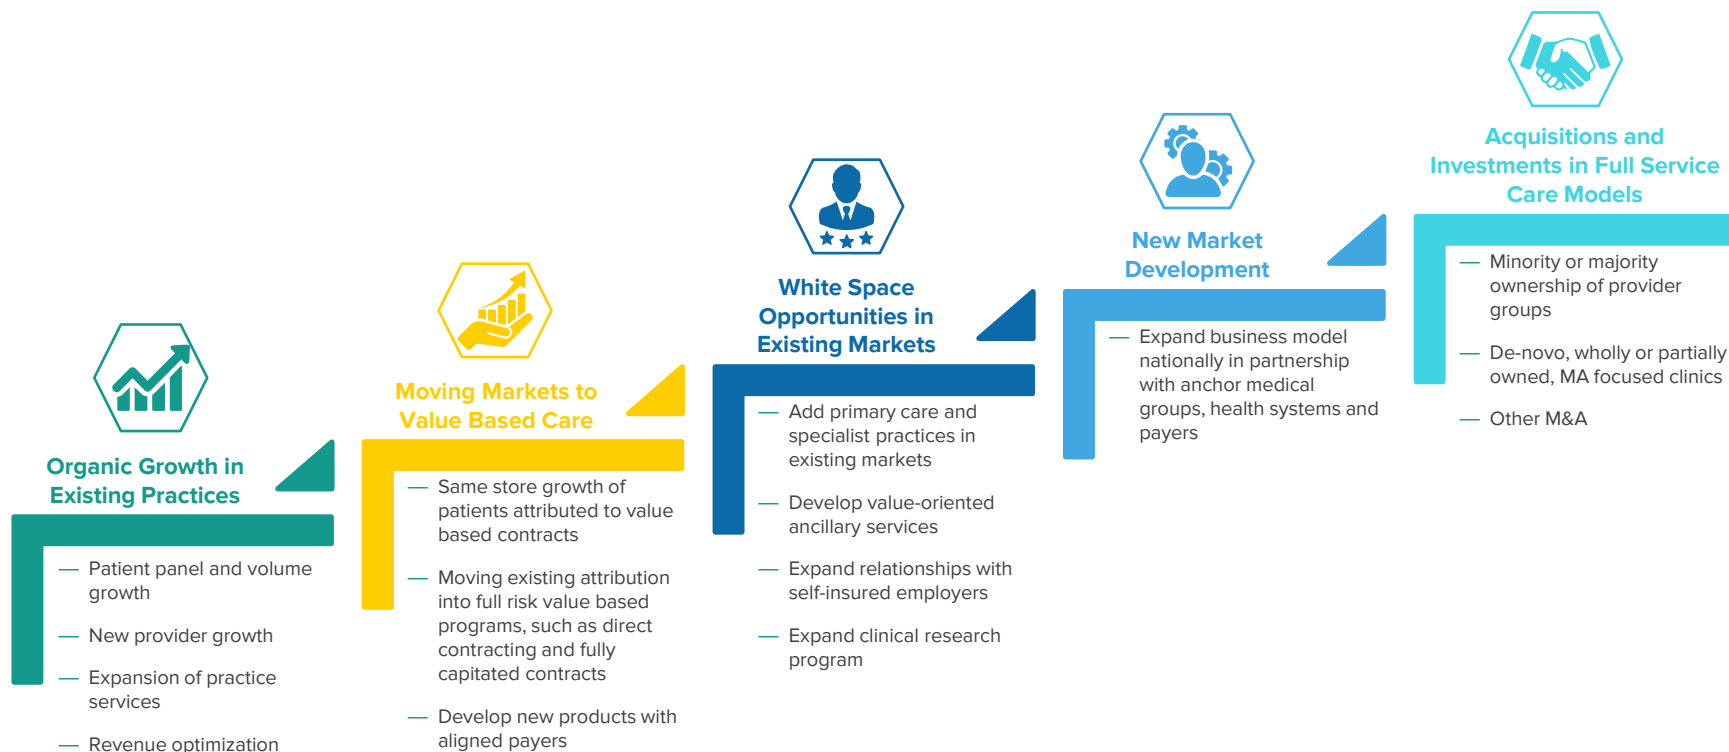 Organic Growth in
Existing Practices
— Patient panel and volume
growth
— New provider growth
— Expansion of practice
services
— Revenue optimization
Moving Markets to
Value Based Care
— Same store growth of
patients attributed to value
based contracts
— Moving existing attribution
into full risk value based
programs, such as direct
contracting and fully
capitated contracts
— Develop new products with
aligned payers
White Space
Opportunities in
Existing Markets
— Add primary care and
specialist practices in
existing markets
— Develop value-oriented
ancillary services
— Expand relationships with
self-insured employers
— Expand clinical research
program
New Market
Development
— Expand business model
nationally in partnership
with anchor medical
groups, health systems and
payers
Acquisitions and
Investments in Full Service
Care Models
— Minority or majority
ownership of provider
groups
— De-novo, wholly or partially
owned, MA focused clinics
— Other M&A